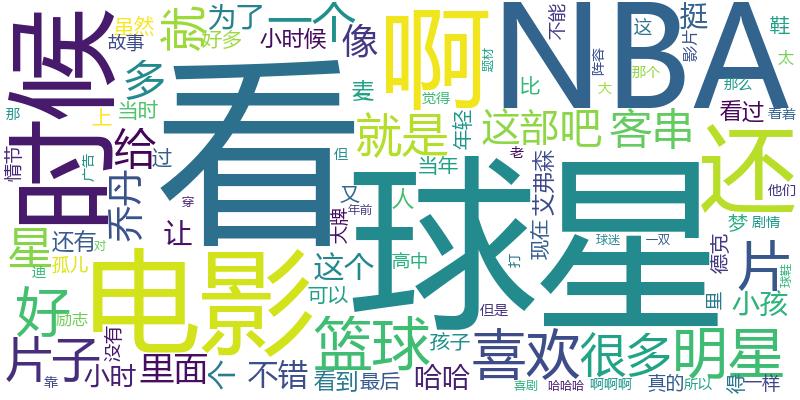 虽然
为了
一个
就
好多
故事
小时候
像
时候
看
啊
NBA
不能
这
挺
鞋
影片
题材
阵容
那个
那么
太
大
多
当时
上
那
麦
觉得
比
看过
看着
给
就是
年轻
这部
吧
客串
还
情节
广告
过
但
当年
老
艾弗森
他们
乔丹
穿
又
人
球星
大牌
年前
让
星
还有
对
迪
孤儿
这个
高中
打
现在
球迷
一双
德克
梦
剧情
片
球鞋
里
小孩
可以
但是
好
励志
电影
篮球
孩子
喜欢
很多
明星
片子
没有
靠
小时
里面
个
不错
看到
最后
哈哈
喜剧
哈哈哈
啊啊啊
真的
所以
得
一样